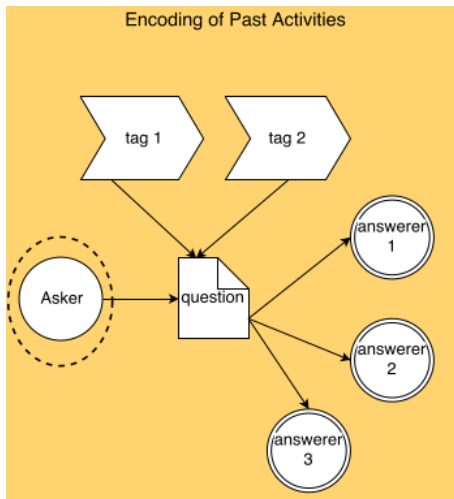 Encoding of Past Activities
tag 1
tag 2
Asker
question
answerer
1
answerer
2
answerer
3